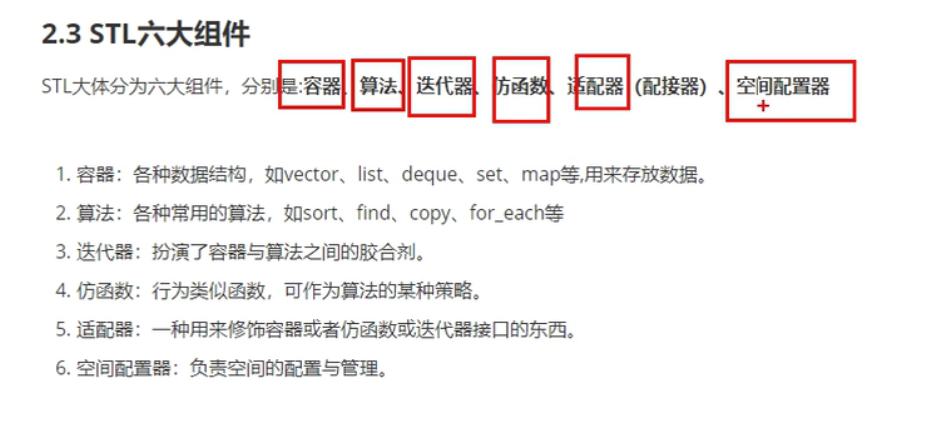 2.3 STL六大组件
STL大体分为六大组件，分别是:容器、算法、迭代器、仿函数、适配器（配接器）、空间配置器
1. 容器：各种数据结构，如vector、list、deque、set、map等,用来存放数据。
2. 算法：各种常用的算法，如sort、find、copy、for_each等
3. 迭代器：扮演了容器与算法之间的胶合剂。
4. 仿函数：行为类似函数，可作为算法的某种策略。
5. 适配器：一种用来修饰容器或者仿函数或迭代器接口的东西。
6. 空间配置器：负责空间的配置与管理。